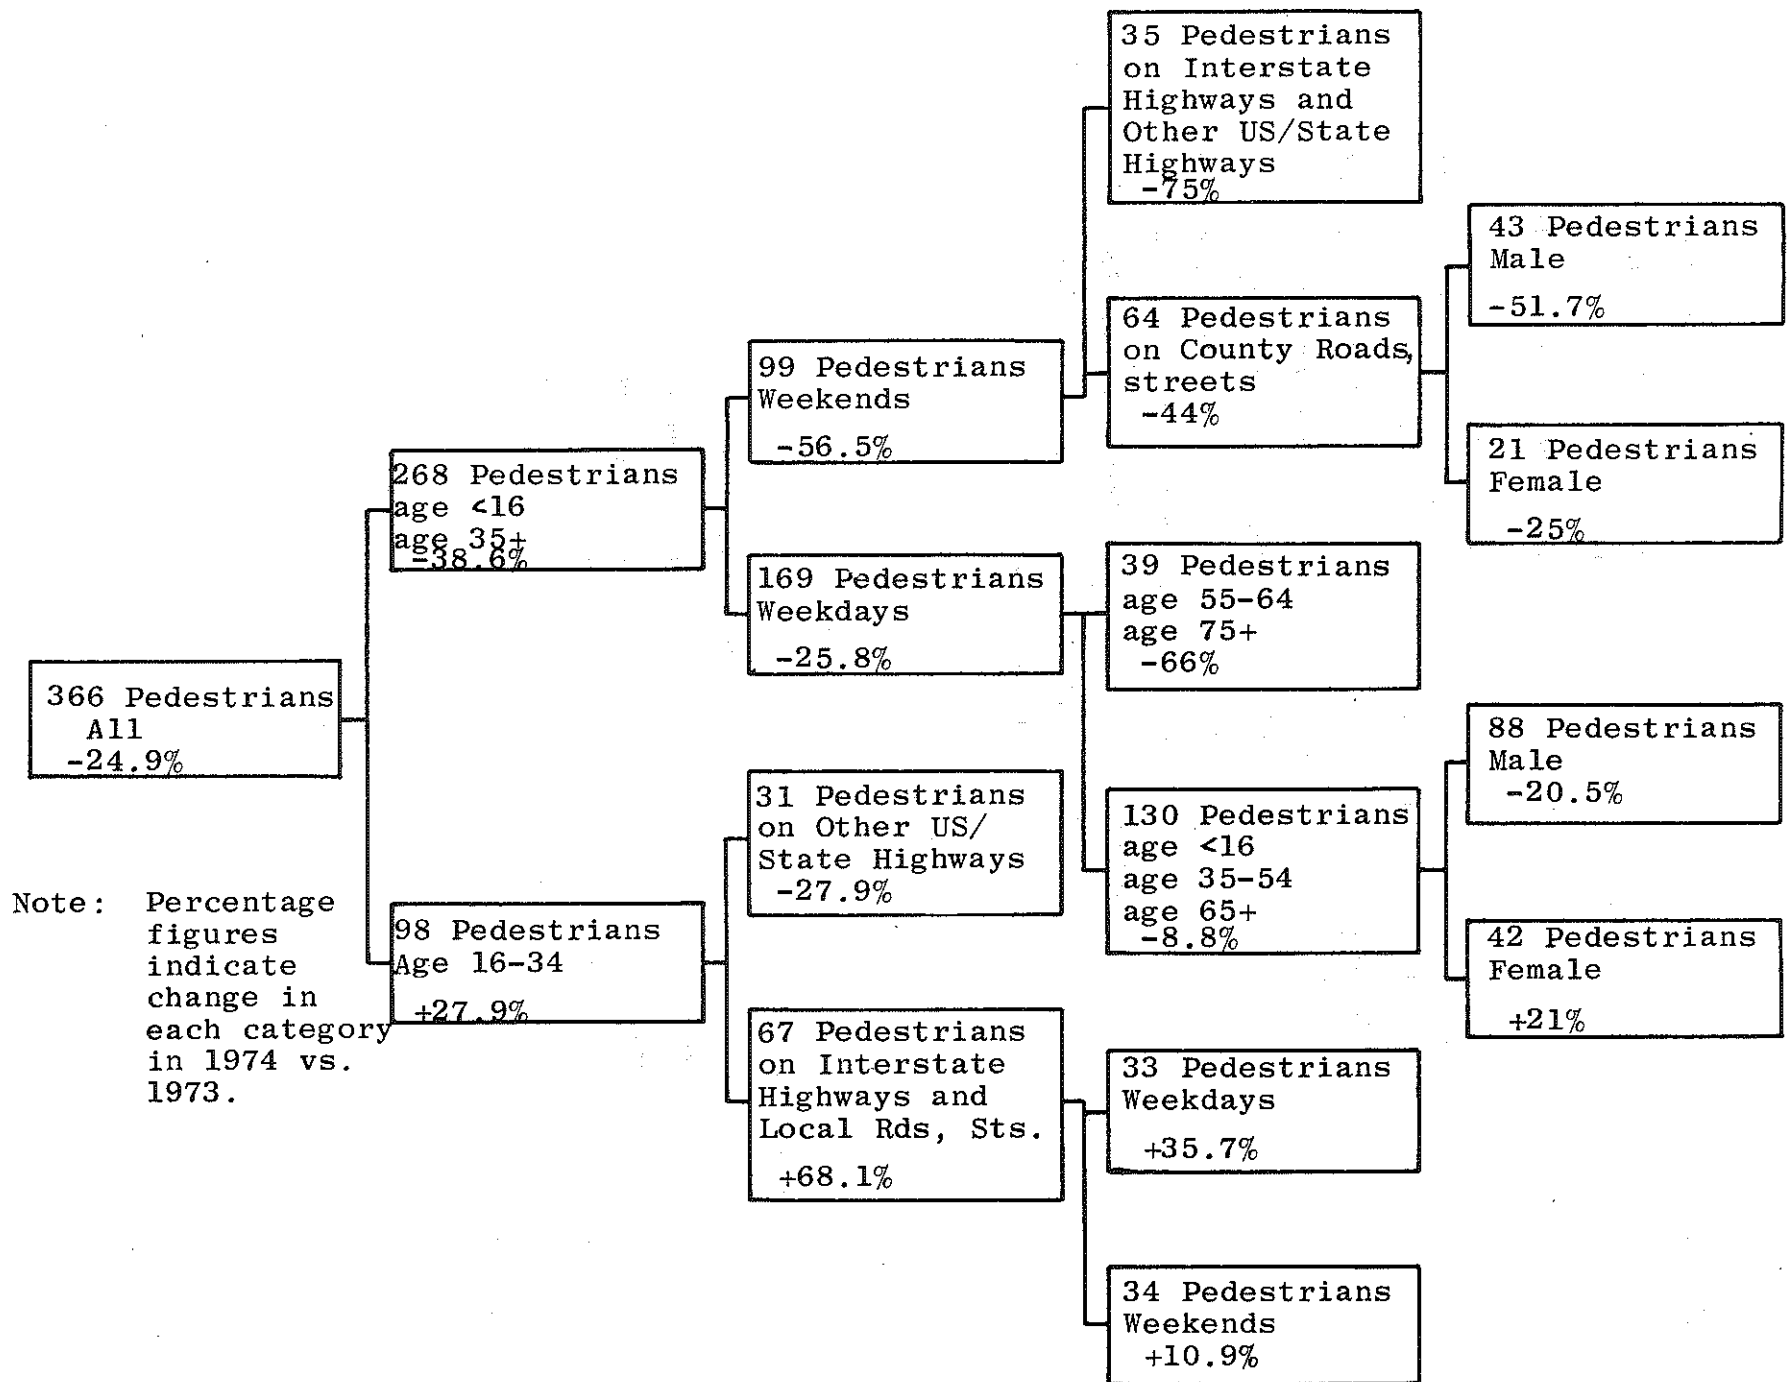 35 Pedestrians
on Interstate
Highways and
Other US/State
Highways
-75%
43 Pedestrians
Male
-51.7%
64 Pedestrians
on County Roads,
streets
-44%
99 Pedestrians
Weekends
-56.5%
21 Pedestrians
Female
-25%
268 Pedestrians
age <16
age 35+
-38.6%
169 Pedestrians
Weekdays
-25.8%
39 Pedestrians
age 55-64
age 75+
-66%
366 Pedestrians
All
-24.9%
88 Pedestrians
Male
-20.5%
31 Pedestrians
on Other US/
State Highways
-27.9%
130 Pedestrians
age <16
age 35-54
age 65+
-8.8%
Note: Percentage
figures
indicate
change in
each category
in 1974 vs.
1973.
98 Pedestrians
Age 16-34
+27.9%
42 Pedestrians
Female
+21%
67 Pedestrians
on Interstate
Highways and
Local Rds, Sts.
+68.1%
33 Pedestrians
Weekdays
+35.7%
34 Pedestrians
Weekends
+10.9%